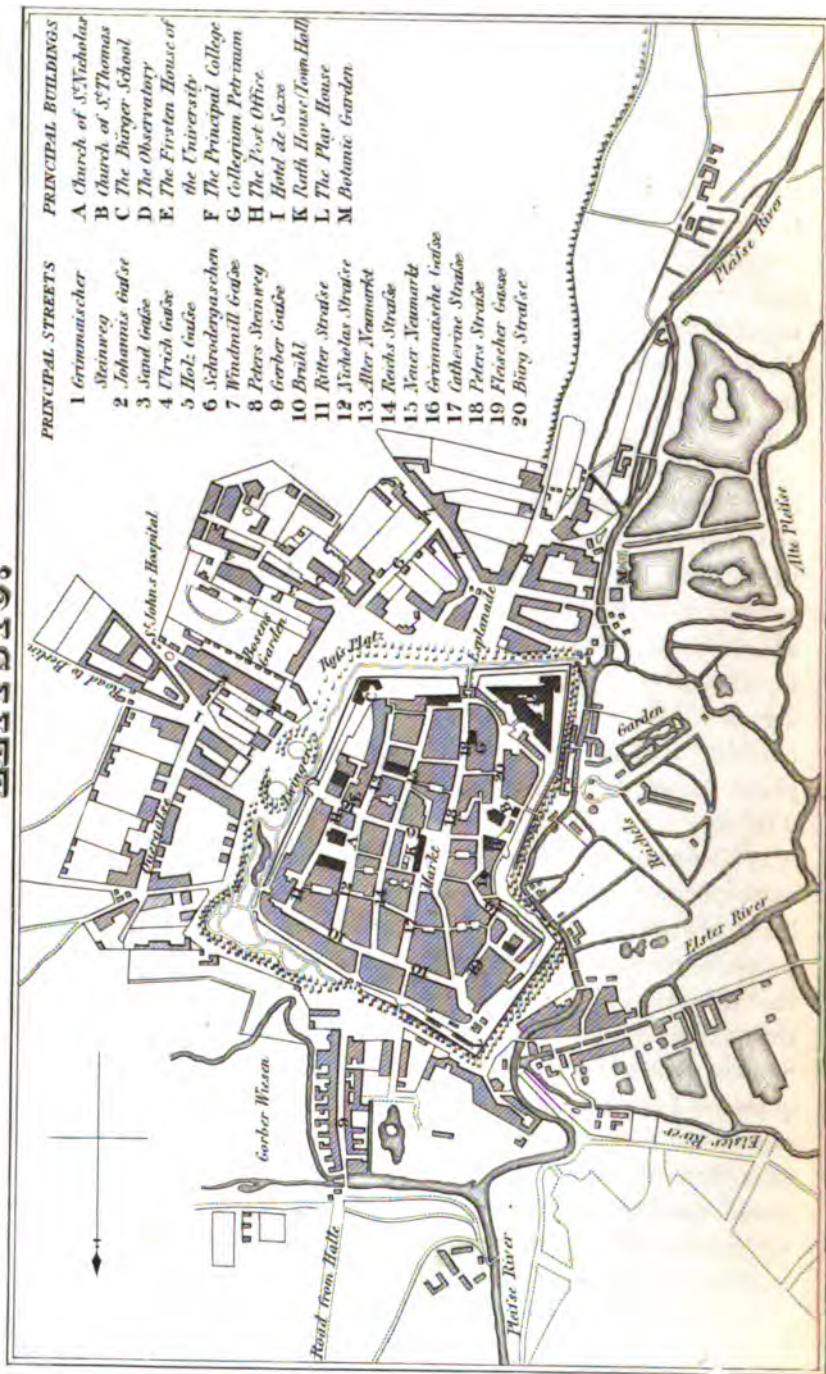 PRINCIPAL STREETS
1 Grimmaischer
Steinweg
2 Johannis Gaſse
3 Sand Gaſse
4 Ulrich Gaſse
5 Holz Gaſse
6 Schrodergaschen
7 Windmill Gaſse
8 Peters Steinweg
9 Gerber Gaſse
10 Brühl
11 Ritter Straſse
12 Nicholas Straſse
13 Alter Neumarkt
14 Reichs Straſse
15 Neuer Neumarkt
16 Grimmaische Gaſse
17 Catherine Straſse
18 Peters Straſse
19 Fleischer Gasse
20 Bürg Straſse
PRINCIPAL BUILDINGS
A Church of St Nicholas
B Church of St Thomas
C The Bürger School
D The Observatory
E The Firsten House of
the University
F The Principal College
G Collegium Petrinum
H The Post Office
I Hotel de Saxe
K Rath House (Town Hall)
L The Play House
M Botanic Garden
Road to Berlin
St Johns Hospital
Bosens
Garden
Roſs Platz
Esplanade
Zwinger
Markt
A
K
M
Gerber Wiesen
Road from Halle
Pleiſse River
Elster River
Elster River
Reichels
Garden
Alte Pleiſse
Pleiſse River